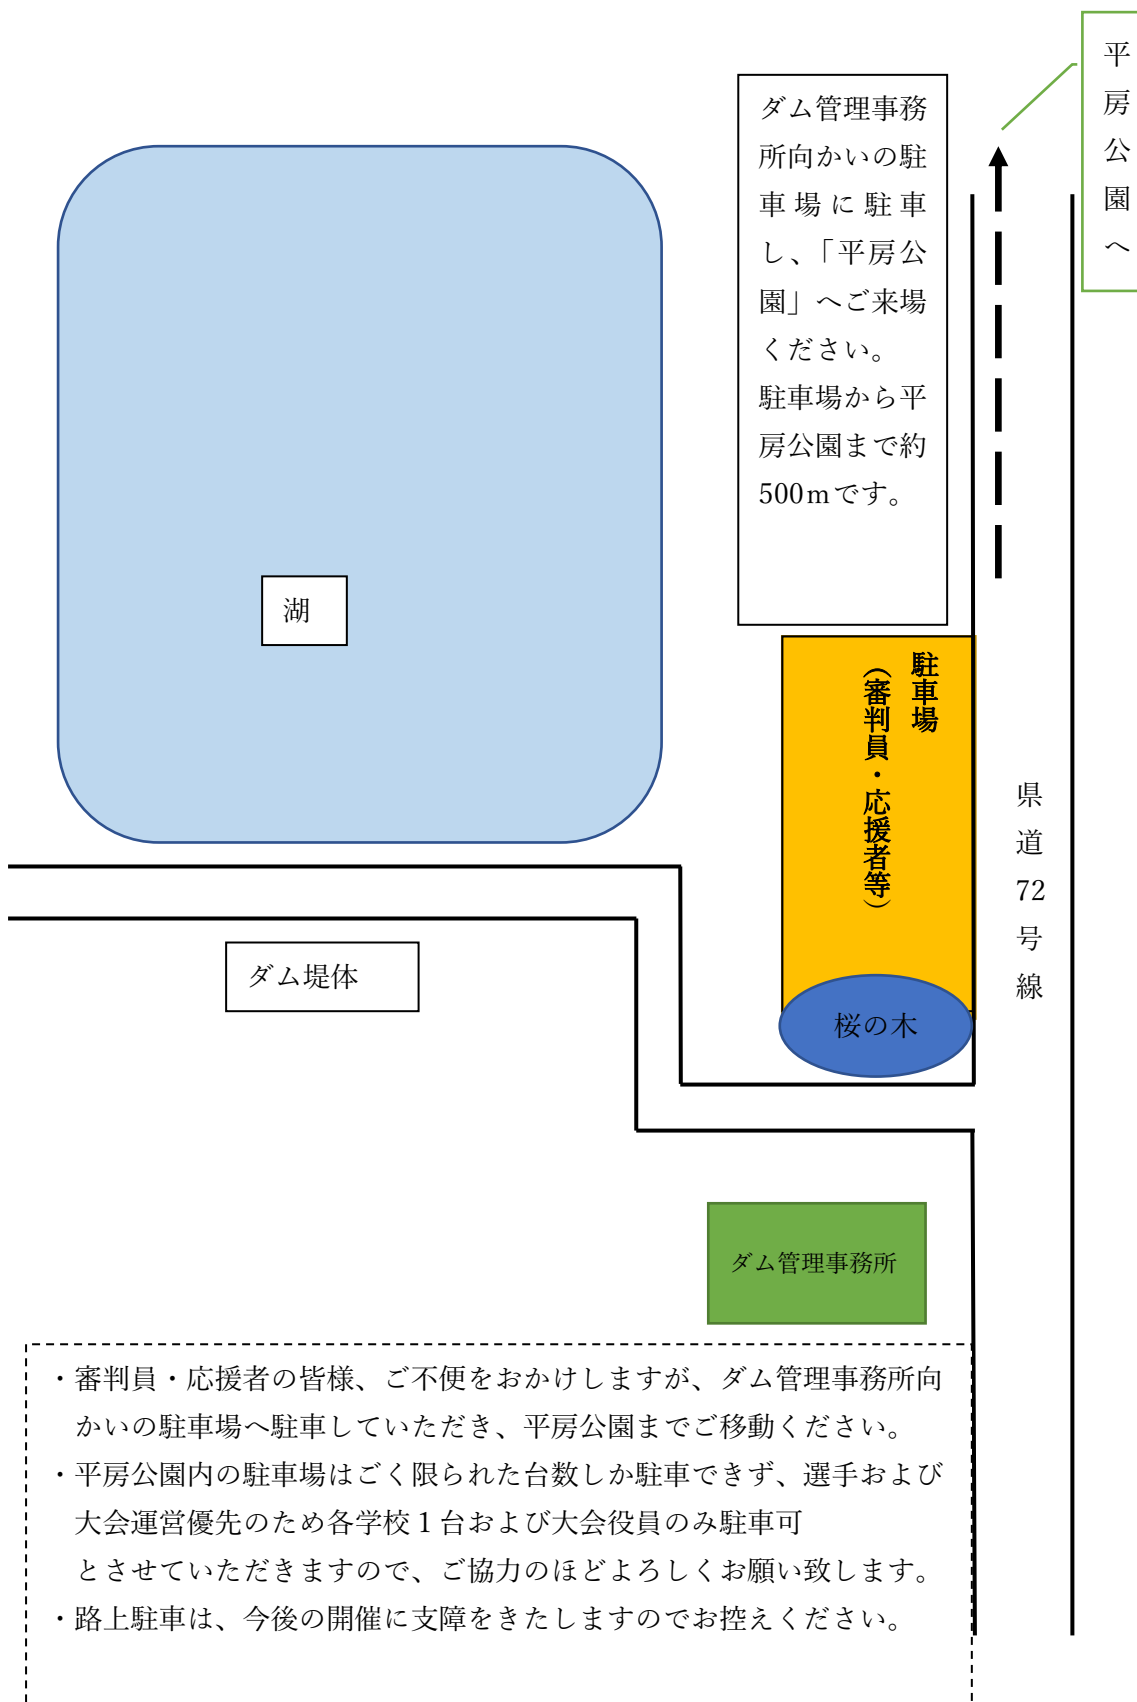 平房公園へ
ダム管理事務
所向かいの駐
車場に駐車
し、「平房公
園」へご来場
ください。
駐車場から平
房公園まで約
500mです。
湖
駐車場
（審判員・応援者等）
県道72号線
ダム堤体
桜の木
ダム管理事務所
・審判員・応援者の皆様、ご不便をおかけしますが、ダム管理事務所向
かいの駐車場へ駐車していただき、平房公園までご移動ください。
・平房公園内の駐車場はごく限られた台数しか駐車できず、選手および
大会運営優先のため各学校１台および大会役員のみ駐車可
とさせていただきますので、ご協力のほどよろしくお願い致します。
・路上駐車は、今後の開催に支障をきたしますのでお控えください。